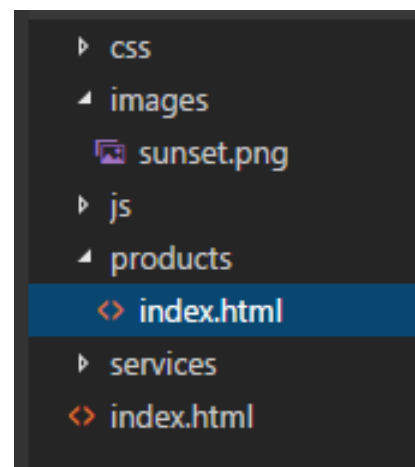 css
images
sunset.png
js
products
index.html
services
index.html